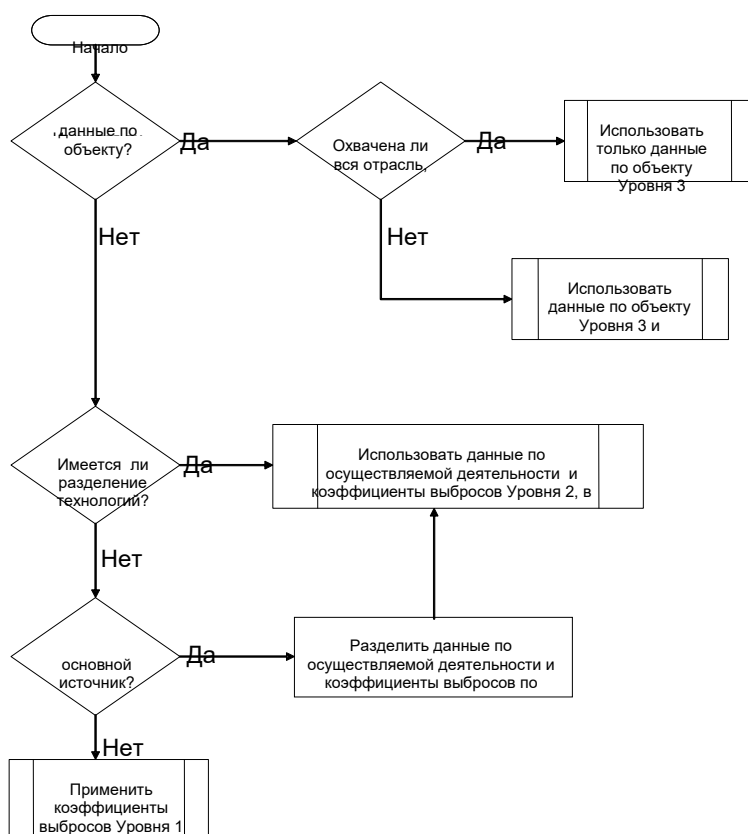 Начало
данные по
объекту?
Да
Охвачена ли
вся отрасль,
Да
Использовать
только данные
по объекту
Уровня 3
Нет
Нет
Использовать
данные по объекту
Уровня 3 и
Имеется ли
разделение
технологий?
Да
Использовать данные по
осуществляемой деятельности и
коэффициенты выбросов Уровня 2, в
Нет
основной
источник?
Да
Разделить данные по
осуществляемой деятельности и
коэффициенты выбросов по
Нет
Применить
коэффициенты
выбросов Уровня 1